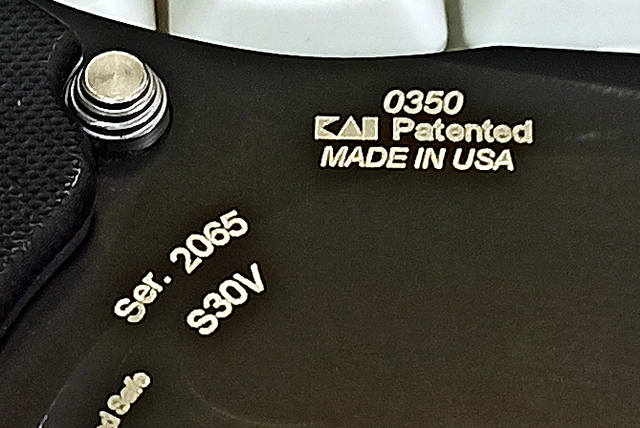 0350
KAI Patented
MADE IN USA
Ser. 2065
S30V